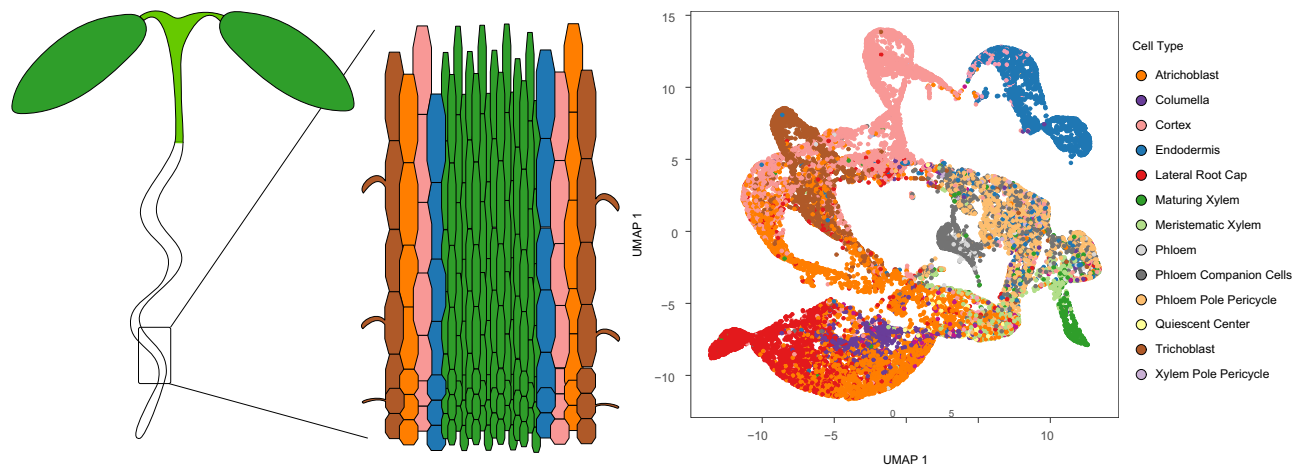 15
10
5
0
−5
−10
UMAP 1
0
5
−10
−5
10
UMAP 1
Cell Type
Atrichoblast
Columella
Cortex
Endodermis
Lateral Root Cap
Maturing Xylem
Meristematic Xylem
Phloem
Phloem Companion Cells
Phloem Pole Pericycle
Quiescent Center
Trichoblast
Xylem Pole Pericycle